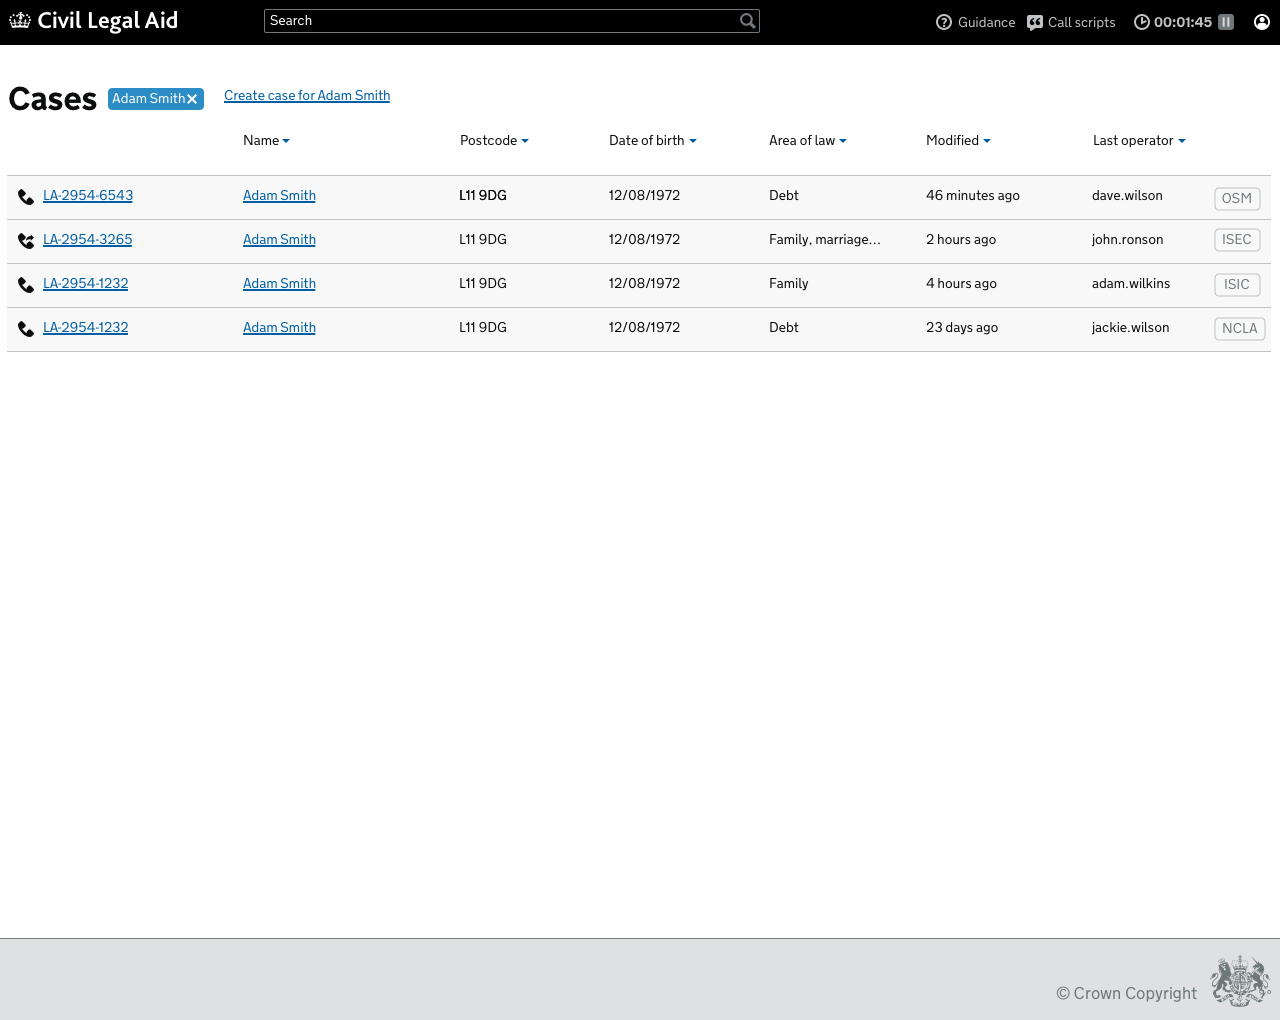 Civil Legal Aid
Search
Guidance
Call scripts
00:01:45
Cases
Adam Smith
Create case for Adam Smith
Name Postcode Date of birth Area of law Modified Last operator
LA-2954-6543 Adam Smith L11 9DG 12/08/1972 Debt 46 minutes ago dave.wilson OSM
LA-2954-3265 Adam Smith L11 9DG 12/08/1972 Family, marriage... 2 hours ago john.ronson ISEC
LA-2954-1232 Adam Smith L11 9DG 12/08/1972 Family 4 hours ago adam.wilkins ISIC
LA-2954-1232 Adam Smith L11 9DG 12/08/1972 Debt 23 days ago jackie.wilson NCLA
© Crown Copyright